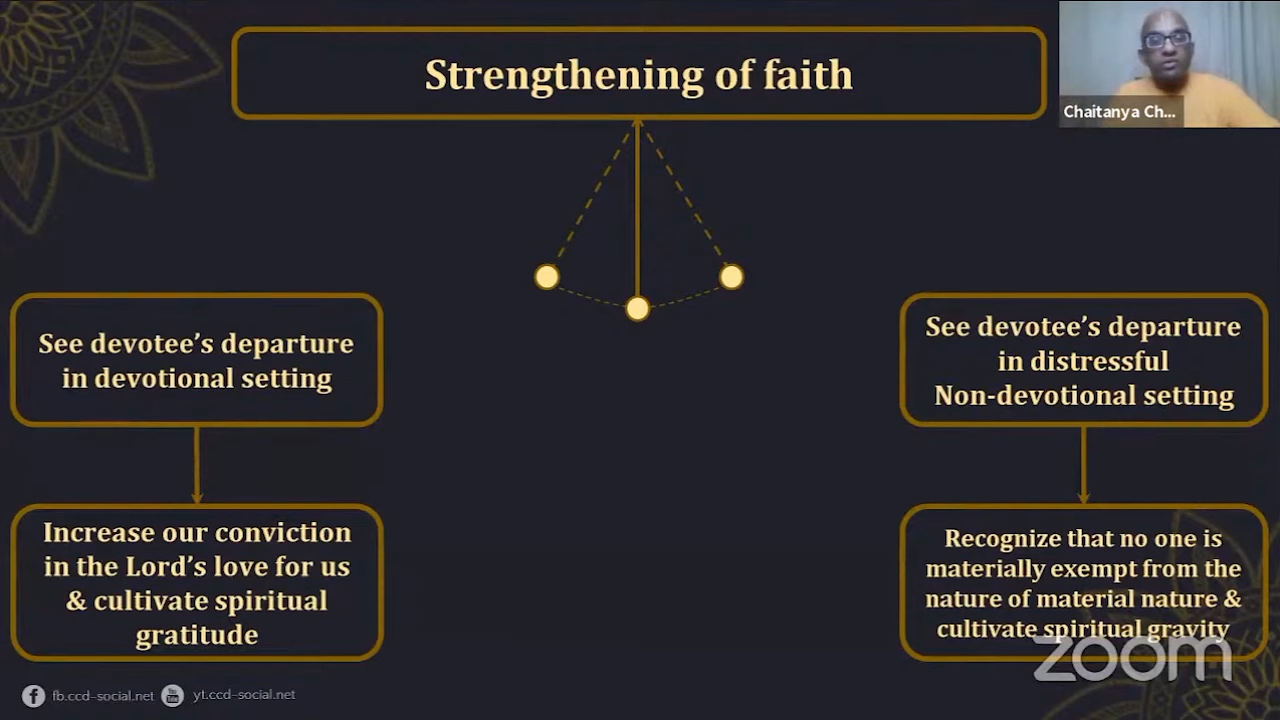 Strengthening of faith
Chaitanya Ch...
See devotee's departure
in devotional setting
See devotee's departure
in distressful
Non-devotional setting
Increase our conviction
in the Lord's love for us
& cultivate spiritual
gratitude
Recognize that no one is
materially exempt from the
nature of material nature &
cultivate spiritual gravity
zoom
fb.ccd-social.net
yt.ccd-social.net